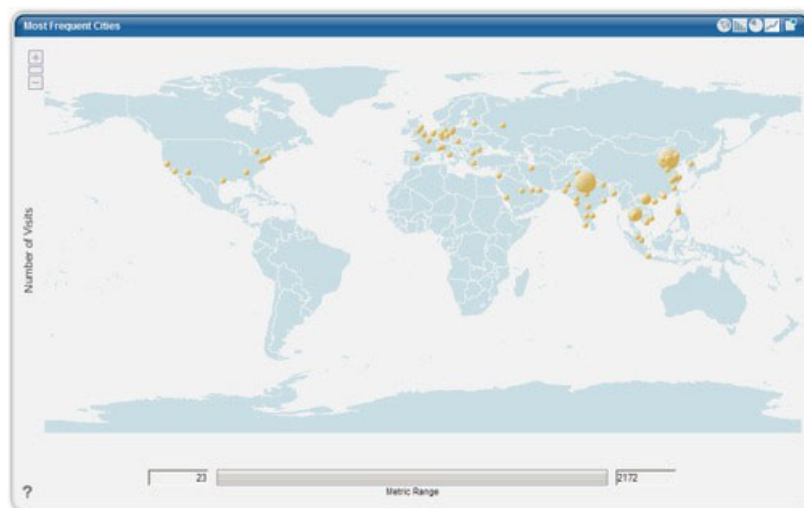 Most Frequent Cities
+
-
Number of Visits
23
2172
Metric Range
?